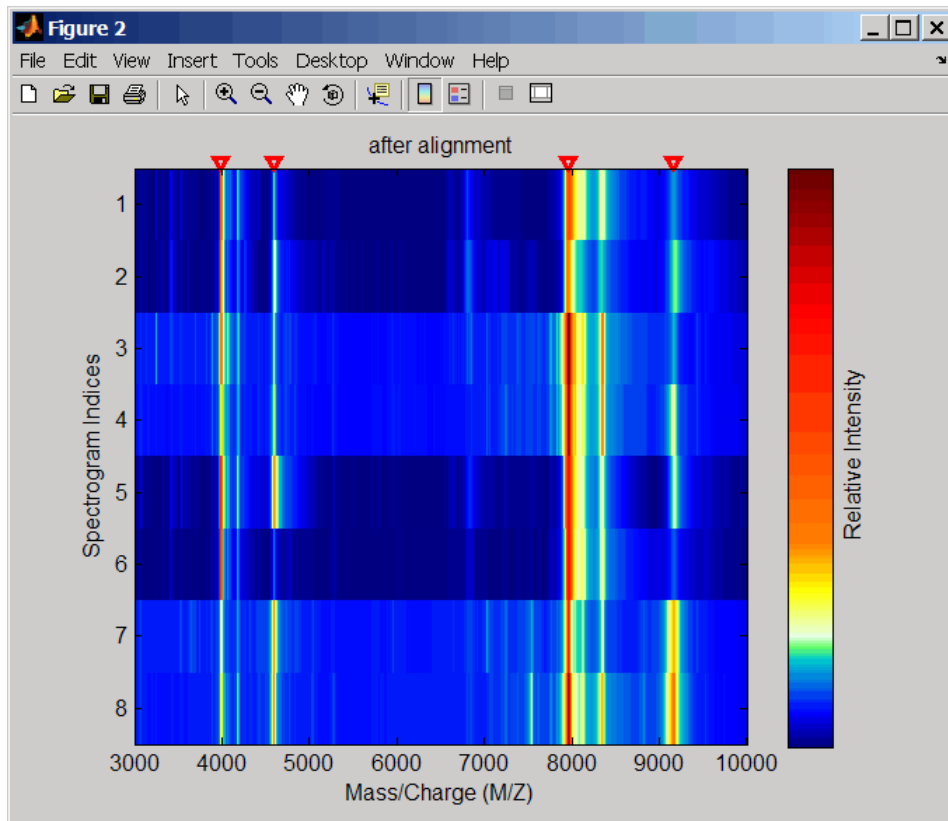 Figure 2
File Edit View Insert Tools Desktop Window Help
after alignment
1
2
3
4
5
6
7
8
Spectrogram Indices
3000 4000 5000 6000 7000 8000 9000 10000
Mass/Charge (M/Z)
Relative Intensity